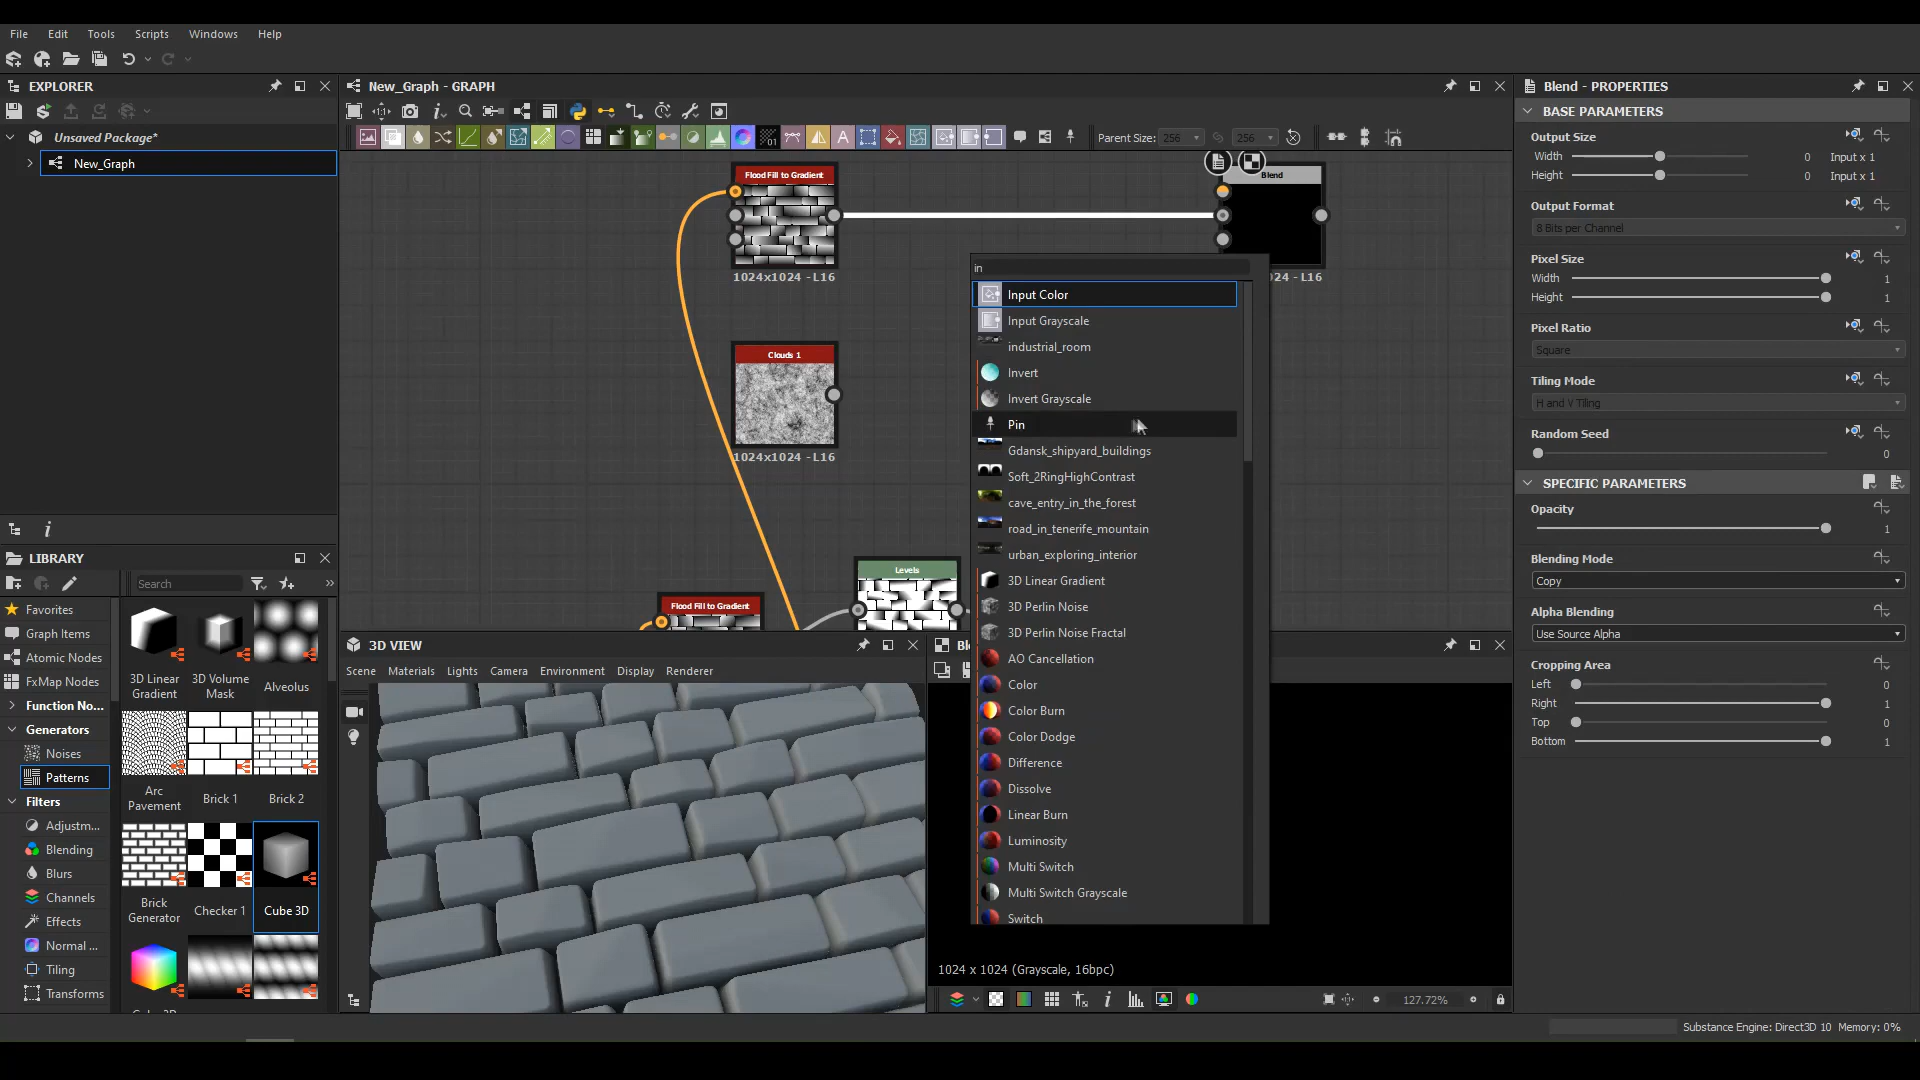 File Edit Tools Scripts Windows Help
EXPLORER
Unsaved Package*
New_Graph
LIBRARY
Search
Favorites
Graph Items
Atomic Nodes
FxMap Nodes
Function No...
Generators
Noises
Patterns
Filters
Adjustm...
Blending
Blurs
Channels
Effects
Normal ...
Tiling
Transforms
3D Linear Gradient
3D Volume Mask
Alveolus
Arc Pavement
Brick 1
Brick 2
Brick Generator
Checker 1
Cube 3D
New_Graph - GRAPH
Parent Size: 256 256
Flood Fill to Gradient
1024x1024 - L16
Blend
24 - L16
Clouds 1
1024x1024 - L16
Levels
Flood Fill to Gradient
in
Input Color
Input Grayscale
industrial_room
Invert
Invert Grayscale
Pin
Gdansk_shipyard_buildings
Soft_2RingHighContrast
cave_entry_in_the_forest
road_in_tenerife_mountain
urban_exploring_interior
3D Linear Gradient
3D Perlin Noise
3D Perlin Noise Fractal
AO Cancellation
Color
Color Burn
Color Dodge
Difference
Dissolve
Linear Burn
Luminosity
Multi Switch
Multi Switch Grayscale
Switch
3D VIEW
Scene Materials Lights Camera Environment Display Renderer
1024 x 1024 (Grayscale, 16bpc)
127.72%
Blend - PROPERTIES
BASE PARAMETERS
Output Size
Width 0 Input x 1
Height 0 Input x 1
Output Format
8 Bits per Channel
Pixel Size
Width 1
Height 1
Pixel Ratio
Square
Tiling Mode
H and V Tiling
Random Seed
0
SPECIFIC PARAMETERS
Opacity
1
Blending Mode
Copy
Alpha Blending
Use Source Alpha
Cropping Area
Left 0
Right 1
Top 0
Bottom 1
Substance Engine: Direct3D 10 Memory: 0%